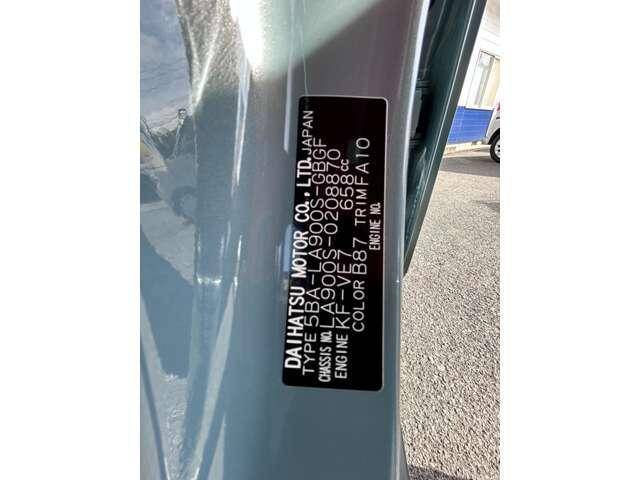 DAIHATSU MOTOR CO., LTD. JAPAN
TYPE 5BA-LA900S-GBGF
CHASSIS NO. LA900S-0208870
ENGINE KF-VE7 658CC
COLOR B87 TRIM FA10
ENGINE NO.